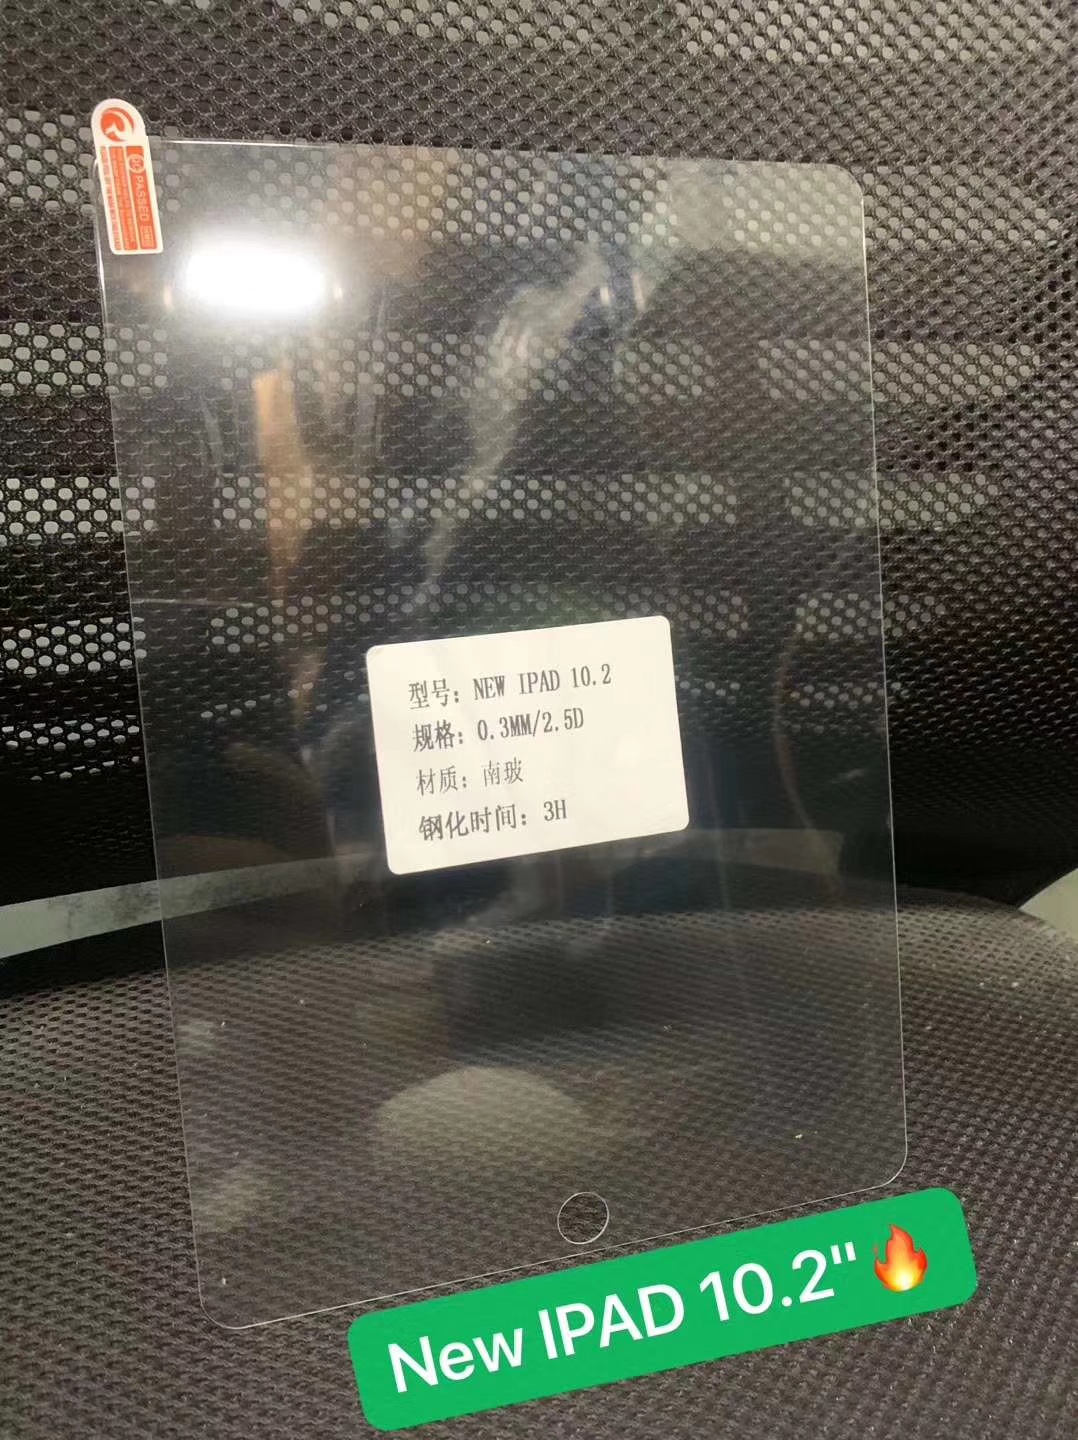 PASSED
型号：NEW IPAD 10.2
规格：0.3MM/2.5D
材质：南玻
钢化时间：3H
New IPAD 10.2"🔥